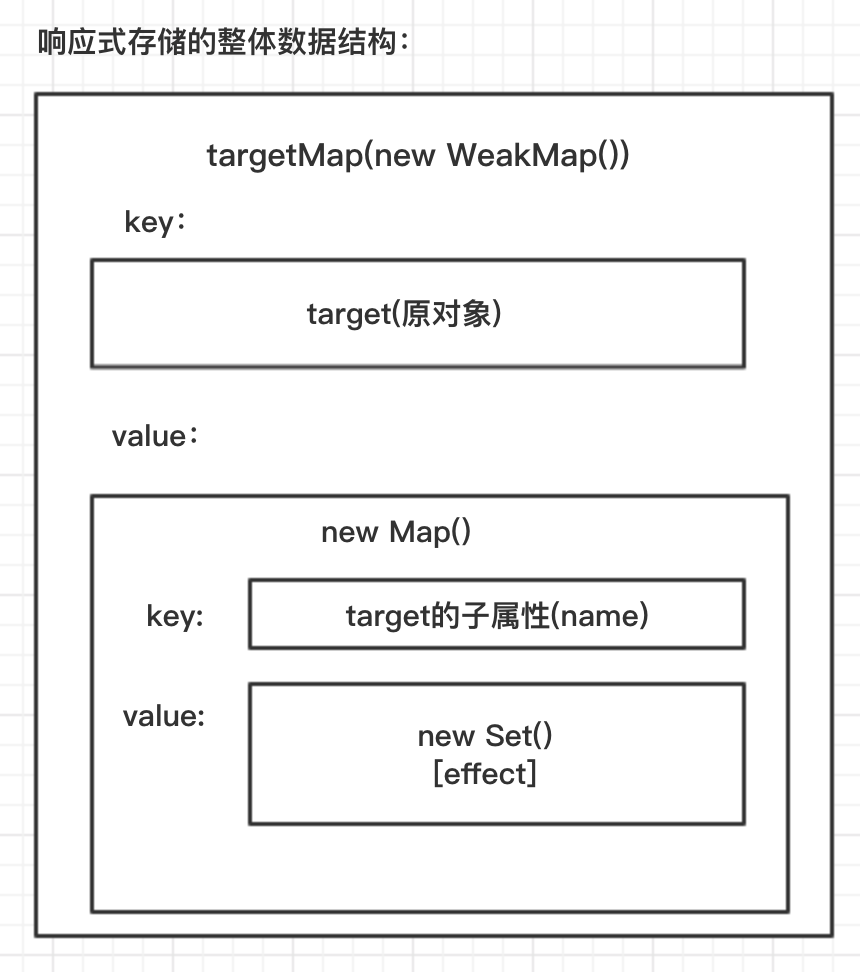 响应式存储的整体数据结构：
targetMap(new WeakMap())
key：
target(原对象)
value：
new Map()
key:
target的子属性(name)
value:
new Set()
[effect]